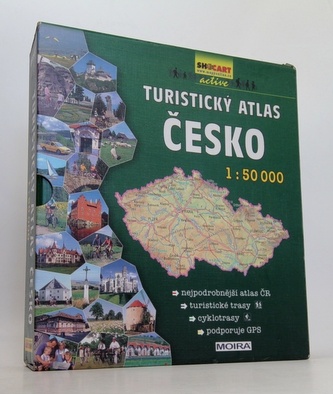 SHOCART
active
TURISTICKÝ ATLAS
ČESKO
1 : 50 000
nejpodrobnější atlas ČR
turistické trasy
cyklotrasy
podporuje GPS
MOIRA